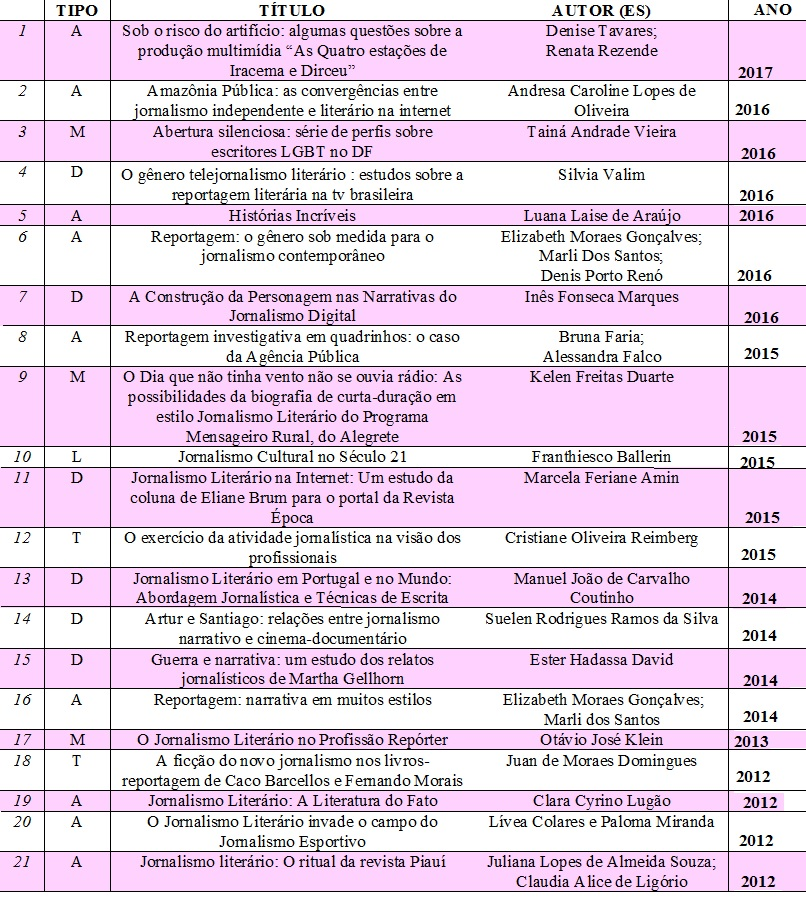 TIPO TÍTULO AUTOR (ES) ANO
1 A Sob o risco do artifício: algumas questões sobre a Denise Tavares;
produção multimídia “As Quatro estações de Renata Rezende
Iracema e Dirceu” 2017
2 A Amazônia Pública: as convergências entre Andresa Caroline Lopes de
jornalismo independente e literário na internet Oliveira 2016
3 M Abertura silenciosa: série de perfis sobre Tainá Andrade Vieira
escritores LGBT no DF 2016
4 D O gênero telejornalismo literário : estudos sobre a Silvia Valim
reportagem literária na tv brasileira 2016
5 A Histórias Incríveis Luana Laise de Araújo 2016
6 A Reportagem: o gênero sob medida para o Elizabeth Moraes Gonçalves;
jornalismo contemporâneo Marli Dos Santos;
Denis Porto Renó 2016
7 D A Construção da Personagem nas Narrativas do Inês Fonseca Marques
Jornalismo Digital 2016
8 A Reportagem investigativa em quadrinhos: o caso Bruna Faria;
da Agência Pública Alessandra Falco 2015
9 M O Dia que não tinha vento não se ouvia rádio: As Kelen Freitas Duarte
possibilidades da biografia de curta-duração em
estilo Jornalismo Literário do Programa
Mensageiro Rural, do Alegrete 2015
10 L Jornalismo Cultural no Século 21 Franthiesco Ballerin 2015
11 D Jornalismo Literário na Internet: Um estudo da Marcela Feriane Amin
coluna de Eliane Brum para o portal da Revista
Época 2015
12 T O exercício da atividade jornalística na visão dos Cristiane Oliveira Reimberg
profissionais 2015
13 D Jornalismo Literário em Portugal e no Mundo: Manuel João de Carvalho
Abordagem Jornalística e Técnicas de Escrita Coutinho 2014
14 D Artur e Santiago: relações entre jornalismo Suelen Rodrigues Ramos da Silva
narrativo e cinema-documentário 2014
15 D Guerra e narrativa: um estudo dos relatos Ester Hadassa David
jornalísticos de Martha Gellhorn 2014
16 A Reportagem: narrativa em muitos estilos Elizabeth Moraes Gonçalves;
Marli dos Santos 2014
17 M O Jornalismo Literário no Profissão Repórter Otávio José Klein 2013
18 T A ficção do novo jornalismo nos livros- Juan de Moraes Domingues
reportagem de Caco Barcellos e Fernando Morais 2012
19 A Jornalismo Literário: A Literatura do Fato Clara Cyrino Lugão 2012
20 A O Jornalismo Literário invade o campo do Lívea Colares e Paloma Miranda
Jornalismo Esportivo 2012
21 A Jornalismo literário: O ritual da revista Piauí Juliana Lopes de Almeida Souza;
Claudia Alice de Ligório 2012